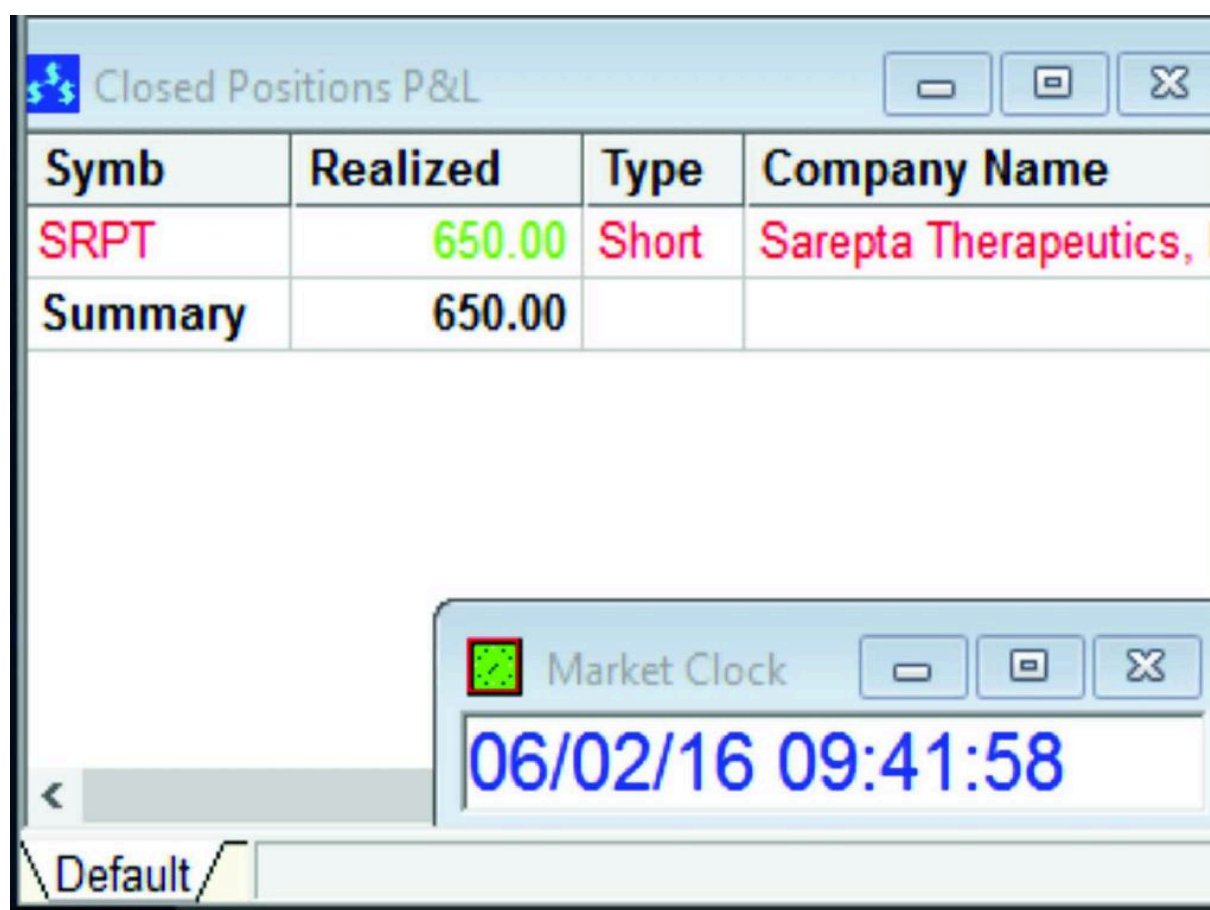 Closed Positions P&L
Symb Realized Type Company Name
SRPT 650.00 Short Sarepta Therapeutics,
Summary 650.00
Market Clock
06/02/16 09:41:58
Default